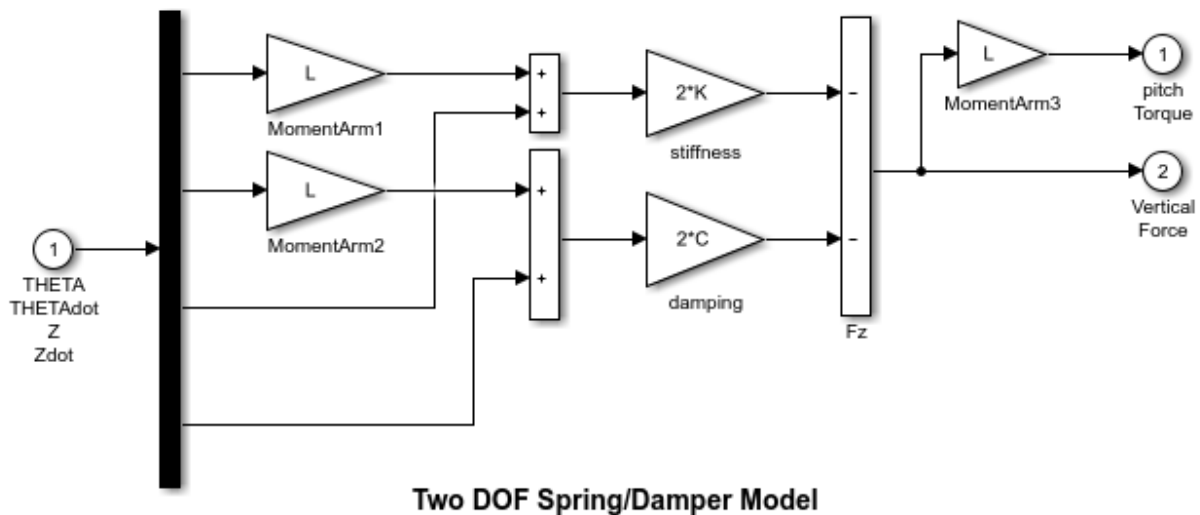 L
MomentArm1
L
MomentArm2
1
THETA
THETAdot
Z
Zdot
+
+
+
+
2*K
stiffness
2*C
damping
-
-
Fz
L
MomentArm3
1
pitch
Torque
2
Vertical
Force
Two DOF Spring/Damper Model